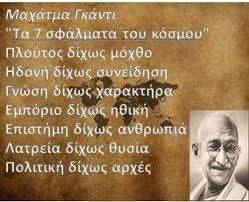 Μαχάτμα Γκάντι
"Τα 7 σφάλματα του κόσμου"
Πλούτος δίχως μόχθο
Ηδονή δίχως συνείδηση
Γνώση δίχως χαρακτήρα
Εμπόριο δίχως ηθική
Επιστήμη δίχως ανθρωπιά
Λατρεία δίχως θυσία
Πολιτική δίχως αρχές